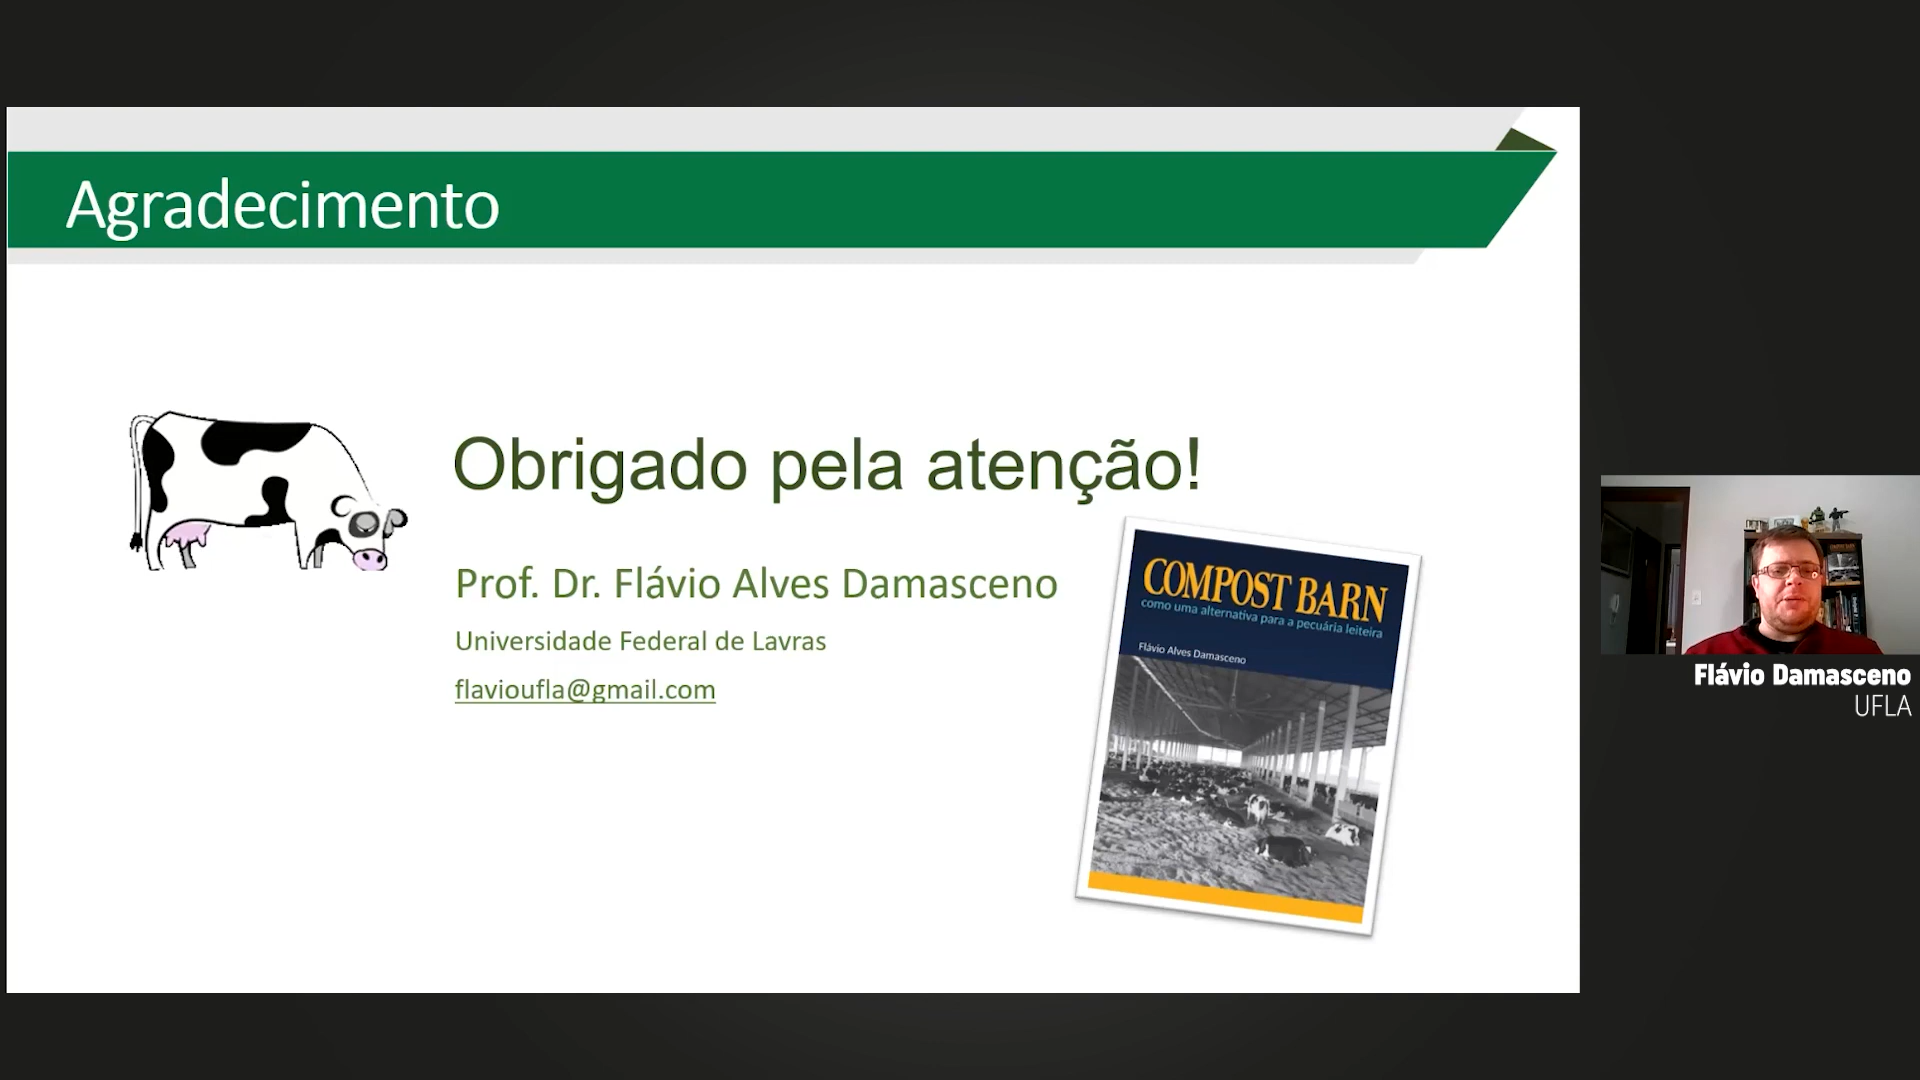 Agradecimento
Obrigado pela atenção!
Prof. Dr. Flávio Alves Damasceno
Universidade Federal de Lavras
flavioufla@gmail.com
COMPOST BARN
como uma alternativa para a pecuária leiteira
Flávio Alves Damasceno
Flávio Damasceno
UFLA